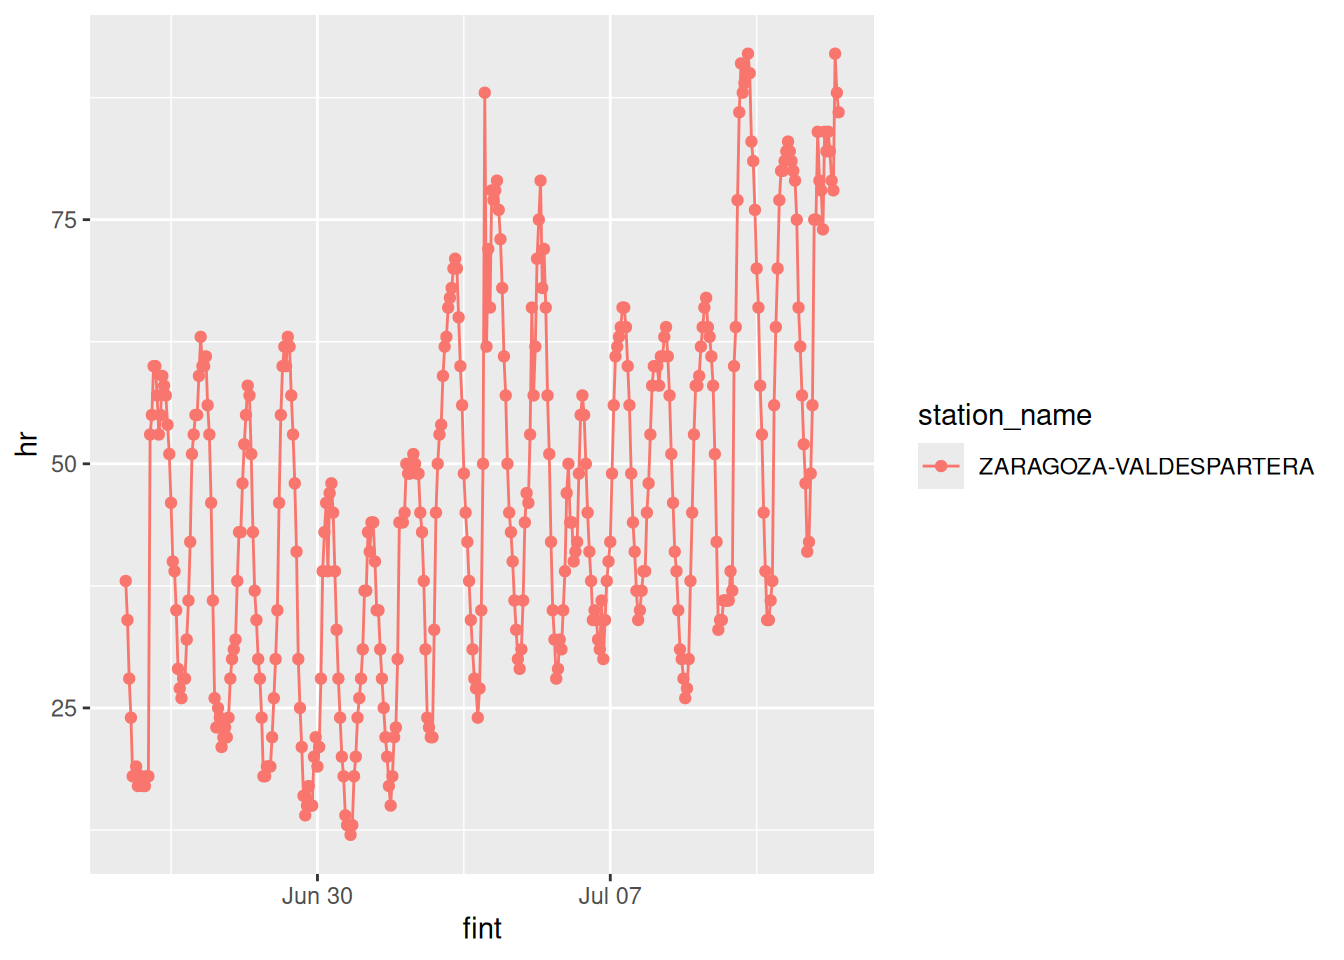 hr
75
50
25
Jun 30
Jul 07
fint
station_name
ZARAGOZA-VALDESPARTERA